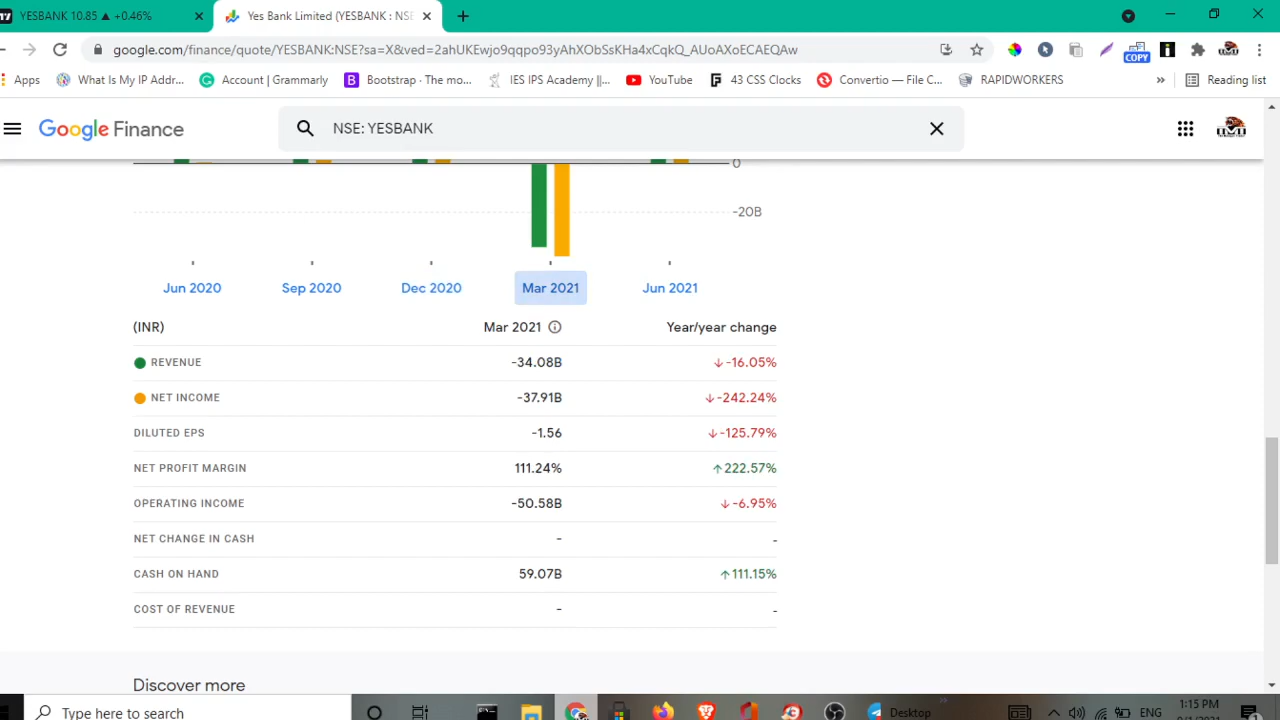 YESBANK 10.85 ▲ +0.46%
Yes Bank Limited (YESBANK : NSE
google.com/finance/quote/YESBANK:NSE?sa=X&ved=2ahUKEwjo9qqpo93yAhXObSsKHa4xCqkQ_AUoAXoECAEQAw
COPY
Apps
What Is My IP Addr...
Account | Grammarly
Bootstrap · The mo...
IES IPS Academy ||...
YouTube
43 CSS Clocks
Convertio — File C...
RAPIDWORKERS
»
Reading list
Google Finance
NSE: YESBANK
0
-20B
Jun 2020 Sep 2020 Dec 2020 Mar 2021 Jun 2021
(INR) Mar 2021 Year/year change
REVENUE -34.08B ↓-16.05%
NET INCOME -37.91B ↓-242.24%
DILUTED EPS -1.56 ↓-125.79%
NET PROFIT MARGIN 111.24% ↑222.57%
OPERATING INCOME -50.58B ↓-6.95%
NET CHANGE IN CASH - -
CASH ON HAND 59.07B ↑111.15%
COST OF REVENUE - -
Discover more
Type here to search
Desktop
»
ENG
1:15 PM